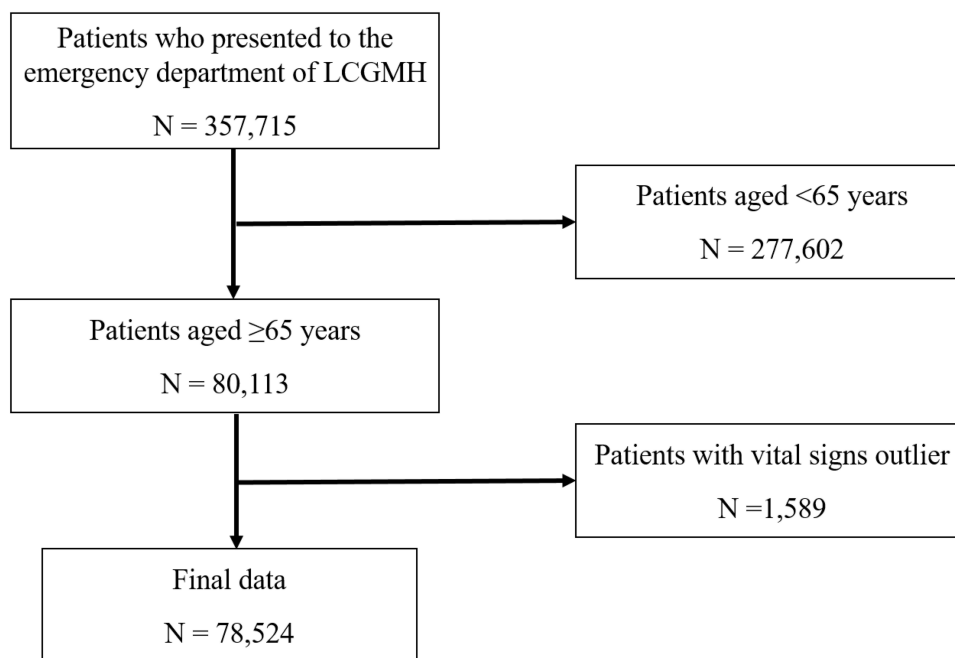 Patients who presented to the
emergency department of LCGMH
N = 357,715
Patients aged <65 years
N = 277,602
Patients aged ≥65 years
N = 80,113
Patients with vital signs outlier
N =1,589
Final data
N = 78,524